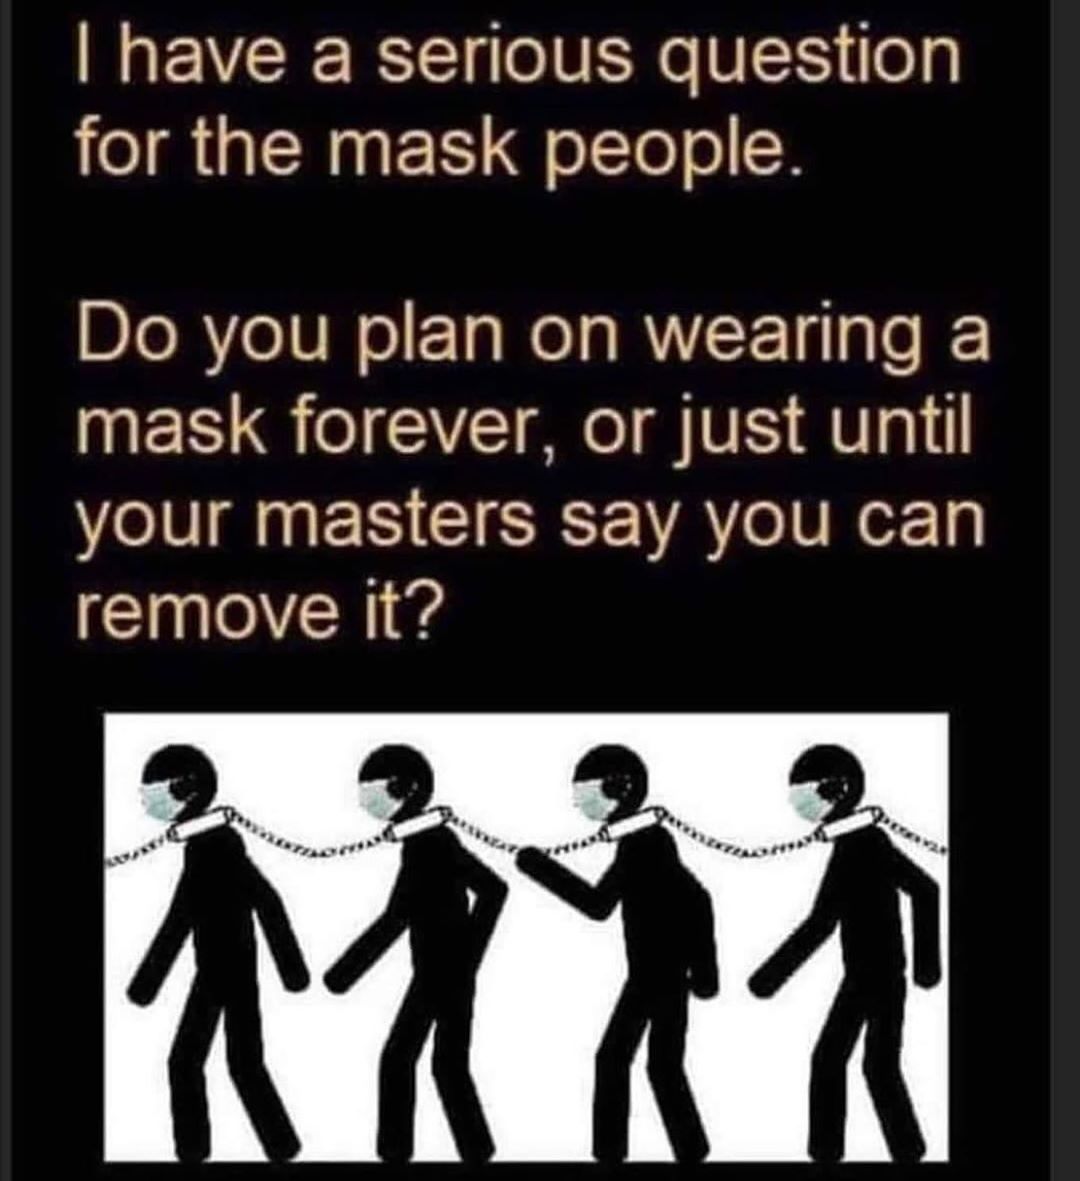 I have a serious question
for the mask people.
Do you plan on wearing a
mask forever, or just until
your masters say you can
remove it?